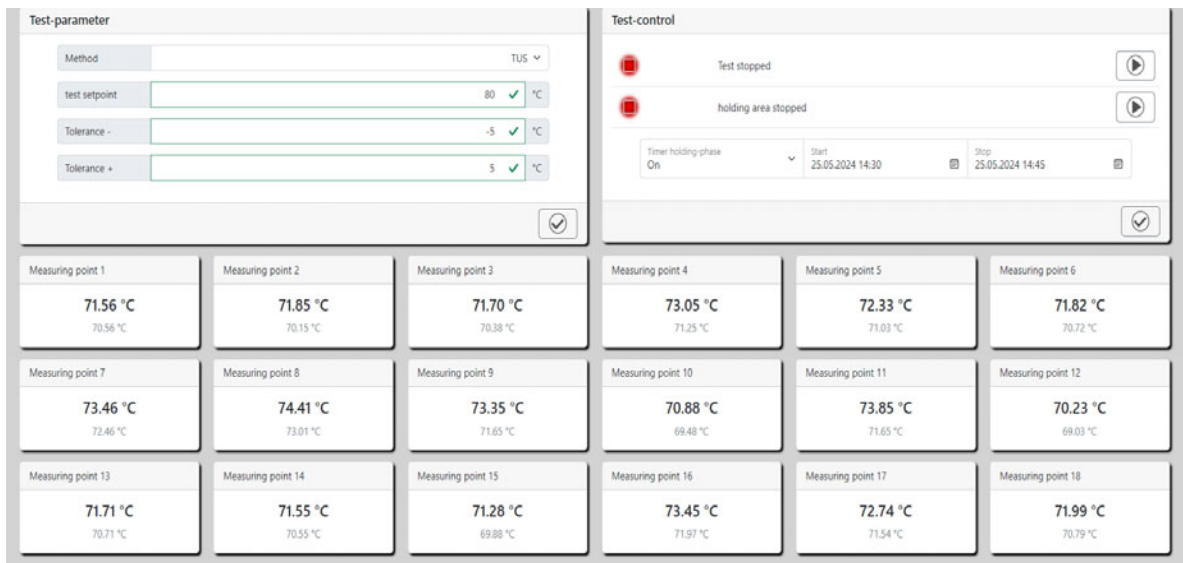 Test-parameter
Method TUS
test setpoint 80 °C
Tolerance - -5 °C
Tolerance + 5 °C
Test-control
Test stopped
holding area stopped
Timer holding-phase Start Stop
On 25.05.2024 14:30 25.05.2024 14:45
Measuring point 1 Measuring point 2 Measuring point 3 Measuring point 4 Measuring point 5 Measuring point 6
71.56 °C 71.85 °C 71.70 °C 73.05 °C 72.33 °C 71.82 °C
70.56 °C 70.15 °C 70.38 °C 71.25 °C 71.03 °C 70.72 °C
Measuring point 7 Measuring point 8 Measuring point 9 Measuring point 10 Measuring point 11 Measuring point 12
73.46 °C 74.41 °C 73.35 °C 70.88 °C 73.85 °C 70.23 °C
72.46 °C 73.01 °C 71.65 °C 69.48 °C 71.65 °C 69.03 °C
Measuring point 13 Measuring point 14 Measuring point 15 Measuring point 16 Measuring point 17 Measuring point 18
71.71 °C 71.55 °C 71.28 °C 73.45 °C 72.74 °C 71.99 °C
70.71 °C 70.55 °C 69.88 °C 71.97 °C 71.54 °C 70.79 °C